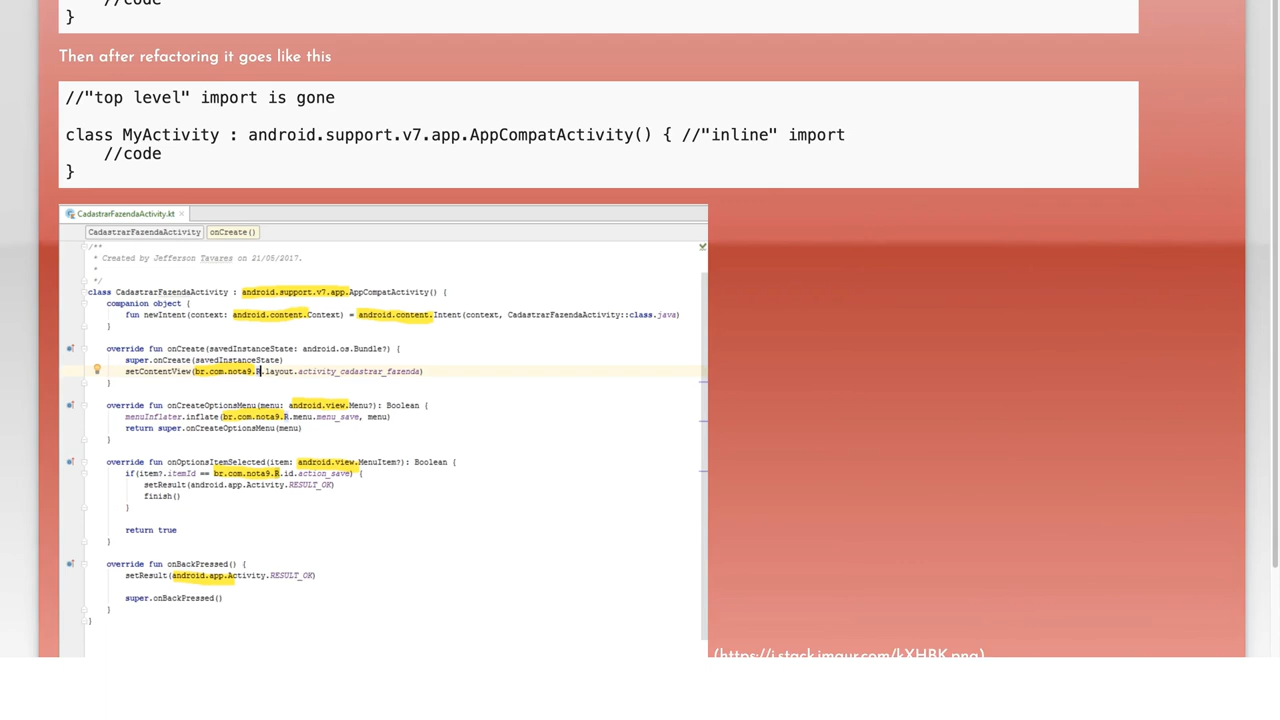 //code
}
Then after refactoring it goes like this
//"top level" import is gone
class MyActivity : android.support.v7.app.AppCompatActivity() { //"inline" import
//code
}
CadastrarFazendaActivity.kt ×
CadastrarFazendaActivity onCreate()
/**
* Created by Jefferson Tavares on 21/05/2017.
*
*/
class CadastrarFazendaActivity : android.support.v7.app.AppCompatActivity() {
companion object {
fun newIntent(context: android.content.Context) = android.content.Intent(context, CadastrarFazendaActivity::class.java)
}
override fun onCreate(savedInstanceState: android.os.Bundle?) {
super.onCreate(savedInstanceState)
setContentView(br.com.nota9.R.layout.activity_cadastrar_fazenda)
}
override fun onCreateOptionsMenu(menu: android.view.Menu?): Boolean {
menuInflater.inflate(br.com.nota9.R.menu.menu_save, menu)
return super.onCreateOptionsMenu(menu)
}
override fun onOptionsItemSelected(item: android.view.MenuItem?): Boolean {
if(item?.itemId == br.com.nota9.R.id.action_save) {
setResult(android.app.Activity.RESULT_OK)
finish()
}
return true
}
override fun onBackPressed() {
setResult(android.app.Activity.RESULT_OK)
super.onBackPressed()
}
}
(https://i.stack.imgur.com/kXHBK.png)